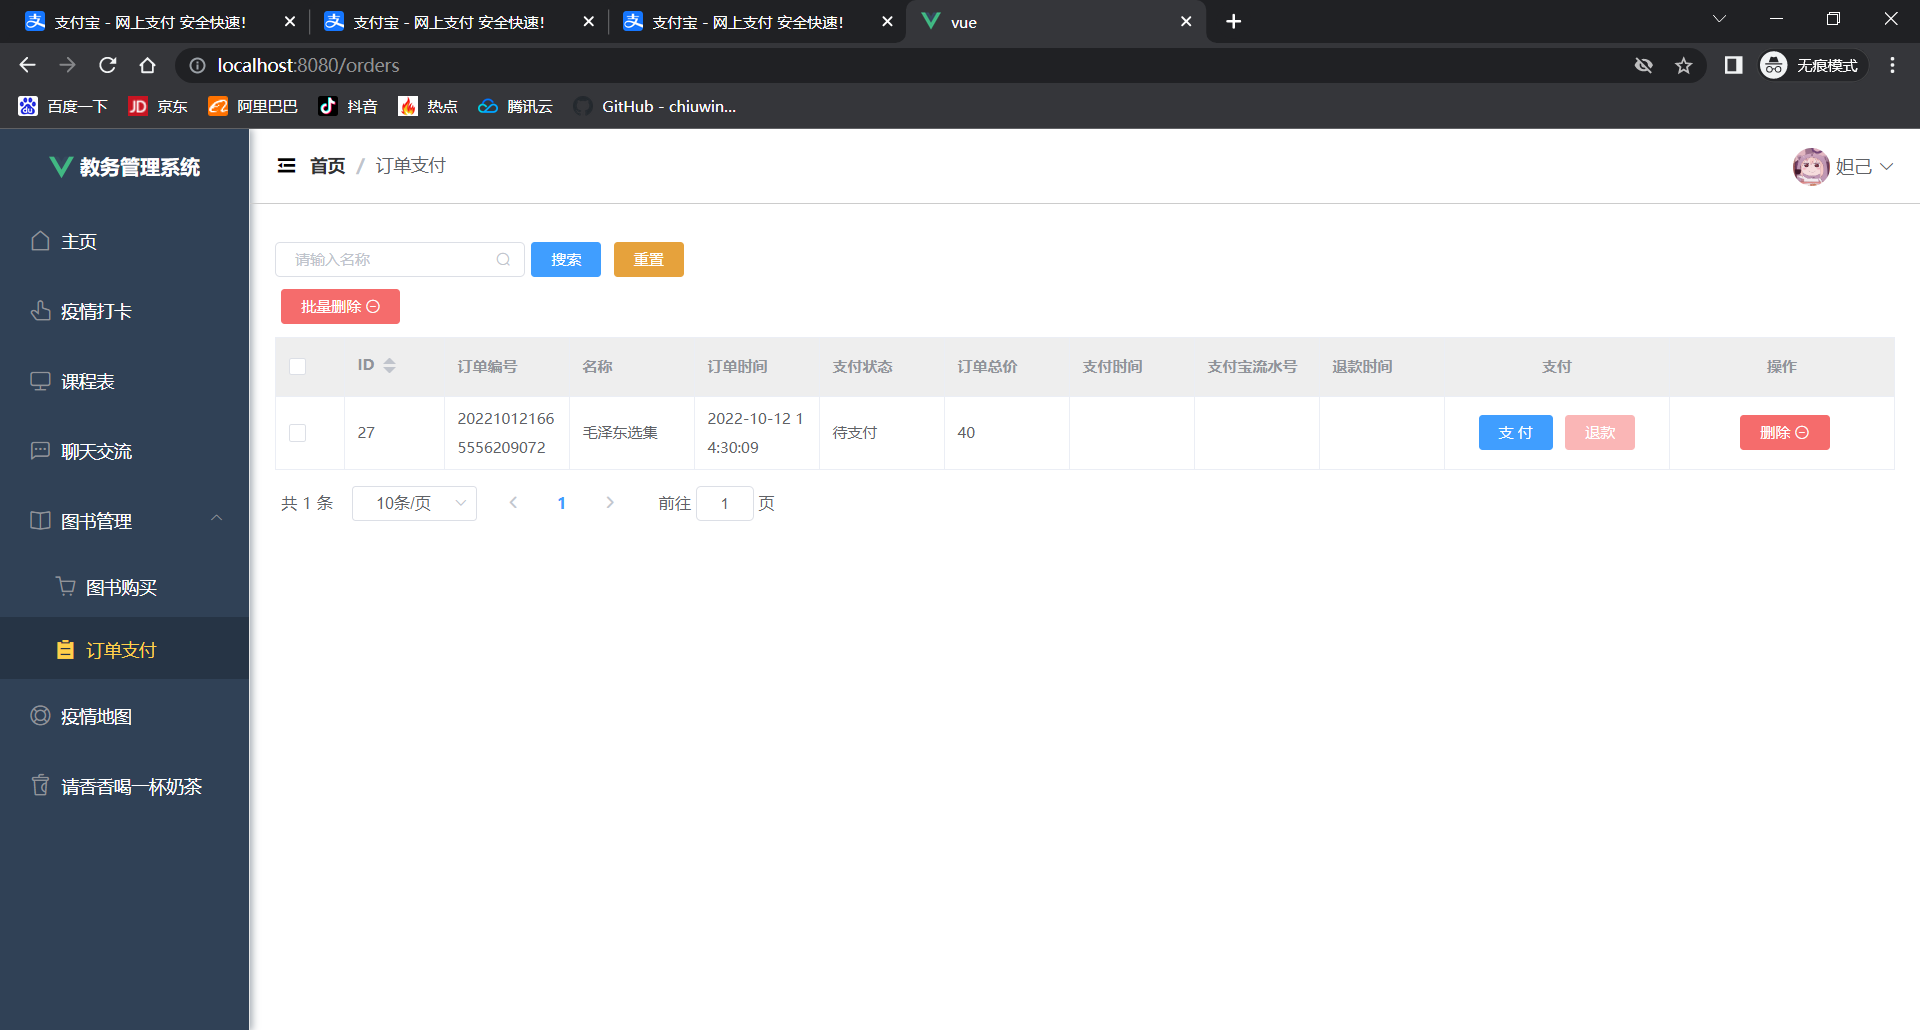 支付宝 - 网上支付 安全快速！
支付宝 - 网上支付 安全快速！
支付宝 - 网上支付 安全快速！
vue
localhost:8080/orders
无痕模式
百度一下
JD 京东
阿里巴巴
抖音
热点
腾讯云
GitHub - chiuwin...
教务管理系统
首页 / 订单支付
妲己
主页
疫情打卡
课程表
聊天交流
图书管理
图书购买
订单支付
疫情地图
请香香喝一杯奶茶
请输入名称
搜索
重置
批量删除
ID 订单编号 名称 订单时间 支付状态 订单总价 支付时间 支付宝流水号 退款时间 支付 操作
27 20221012166
5556209072 毛泽东选集 2022-10-12 1
4:30:09 待支付 40 支 付 退款 删除
共 1 条 10条/页 1 前往 1 页